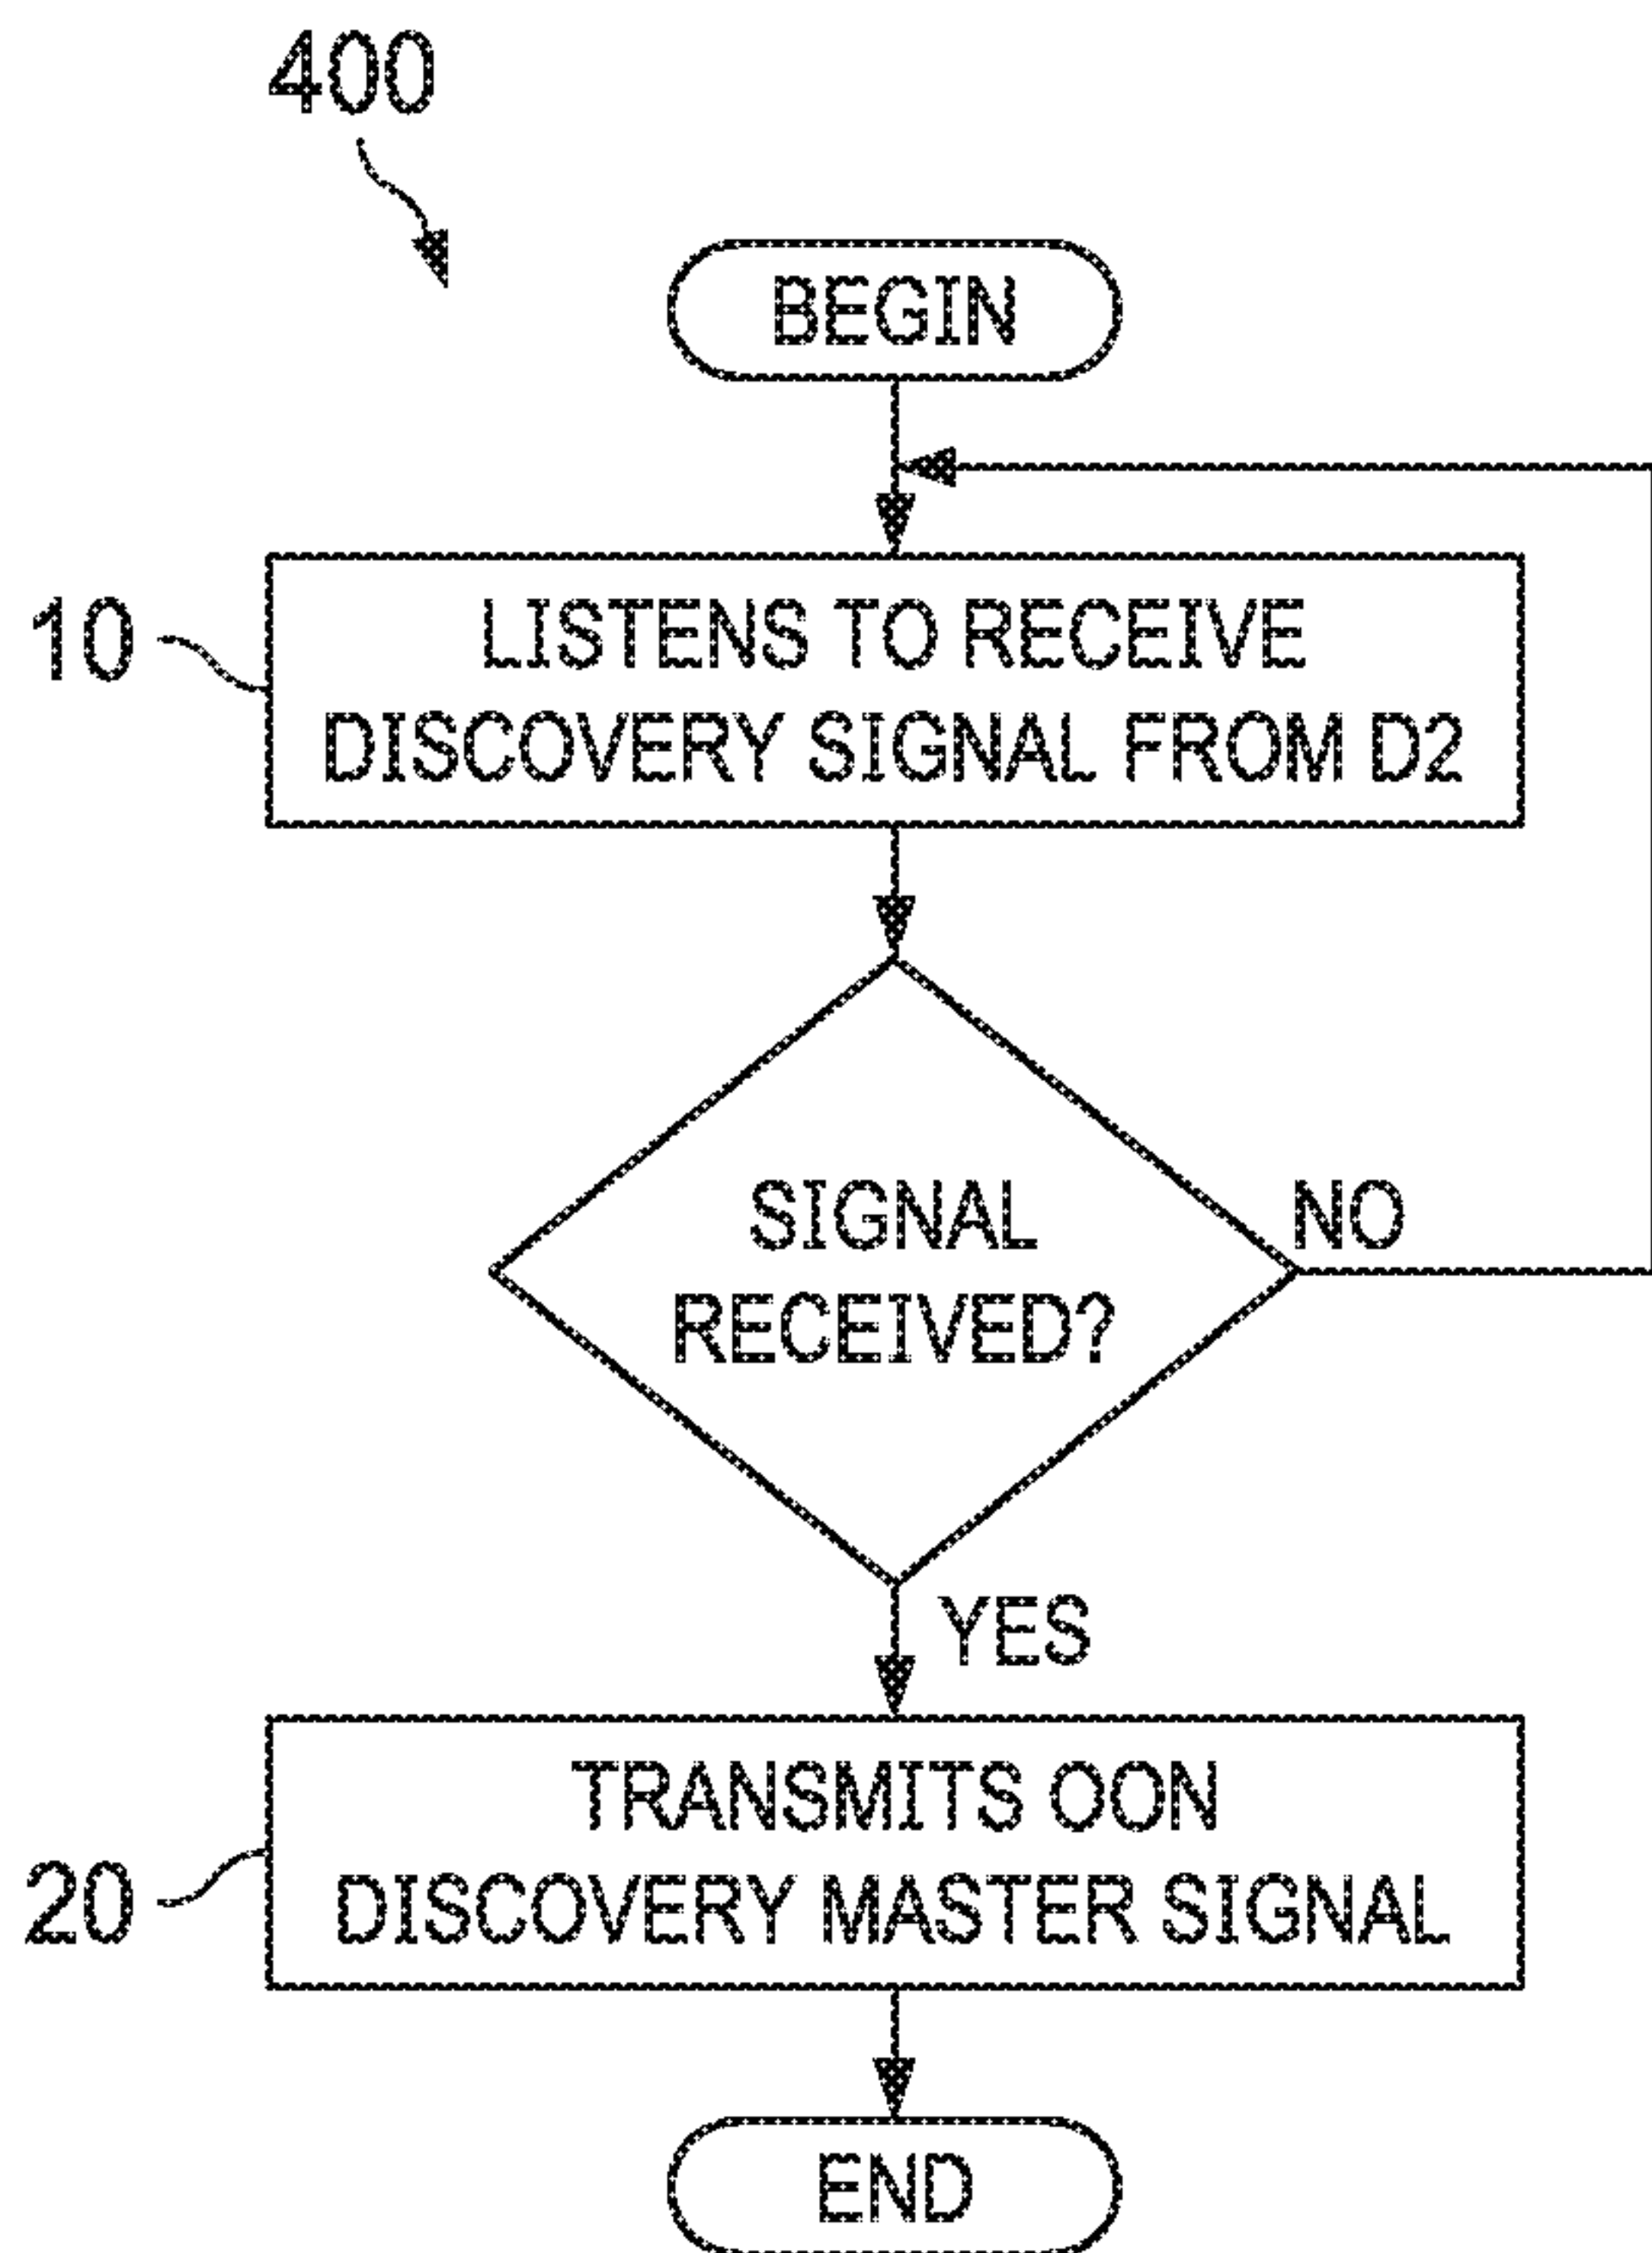 400
BEGIN
10
LISTENS TO RECEIVE
DISCOVERY SIGNAL FROM D2
SIGNAL
RECEIVED?
NO
YES
20
TRANSMITS OON
DISCOVERY MASTER SIGNAL
END